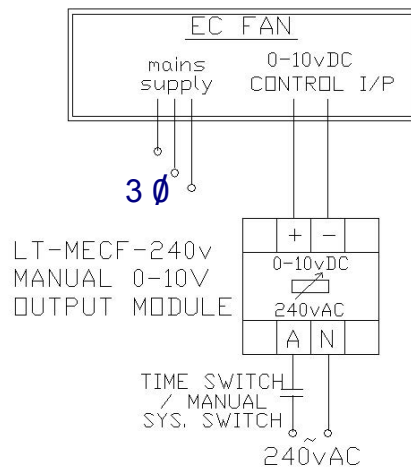 EC FAN
mains
supply
0-10vDC
CONTROL I/P
3 Ø
LT-MECF-240v
MANUAL 0-10V
OUTPUT MODULE
+ -
0-10vDC
240vAC
A N
TIME SWITCH
/ MANUAL
SYS. SWITCH
~
240vAC